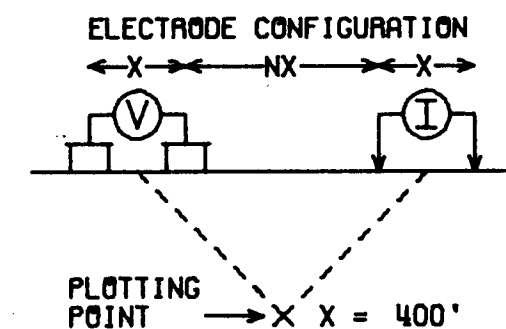 ELECTRODE CONFIGURATION
X NX X
V I
PLOTTING
POINT X X = 400'